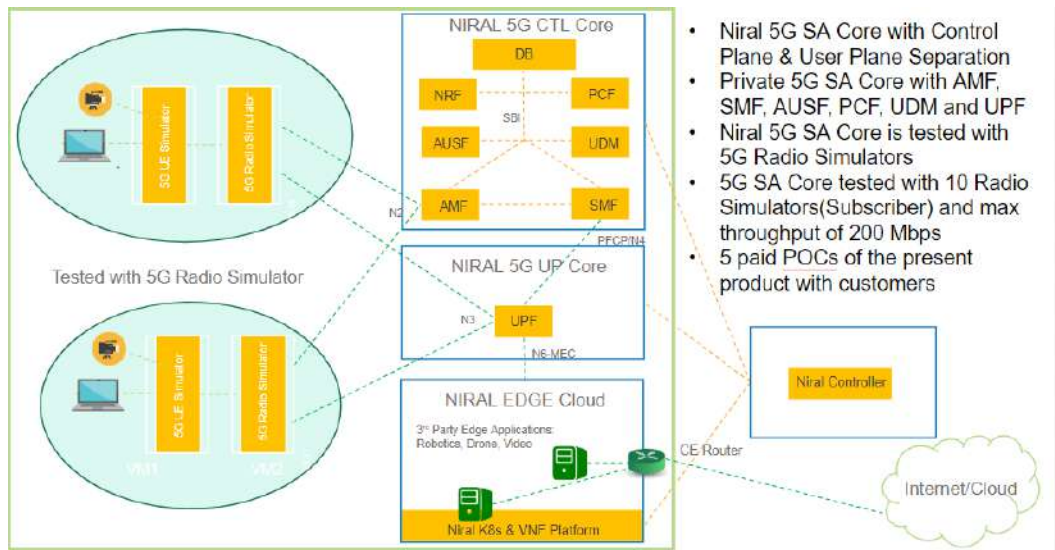 NIRAL 5G CTL Core
DB
NRF
PCF
SBI
AUSF
UDM
N2
AMF
SMF
PFCP/N4
5G UE Simulator
5G Radio Simulator
Tested with 5G Radio Simulator
NIRAL 5G UP Core
N3
UPF
N6-MEC
5G UE Simulator
5G Radio Simulator
VM1
VM2
NIRAL EDGE Cloud
3rd Party Edge Applications:
Robotics, Drone, Video
CE Router
Niral K8s & VNF Platform
• Niral 5G SA Core with Control
Plane & User Plane Separation
• Private 5G SA Core with AMF,
SMF, AUSF, PCF, UDM and UPF
• Niral 5G SA Core is tested with
5G Radio Simulators
• 5G SA Core tested with 10 Radio
Simulators(Subscriber) and max
throughput of 200 Mbps
• 5 paid POCs of the present
product with customers
Niral Controller
Internet/Cloud